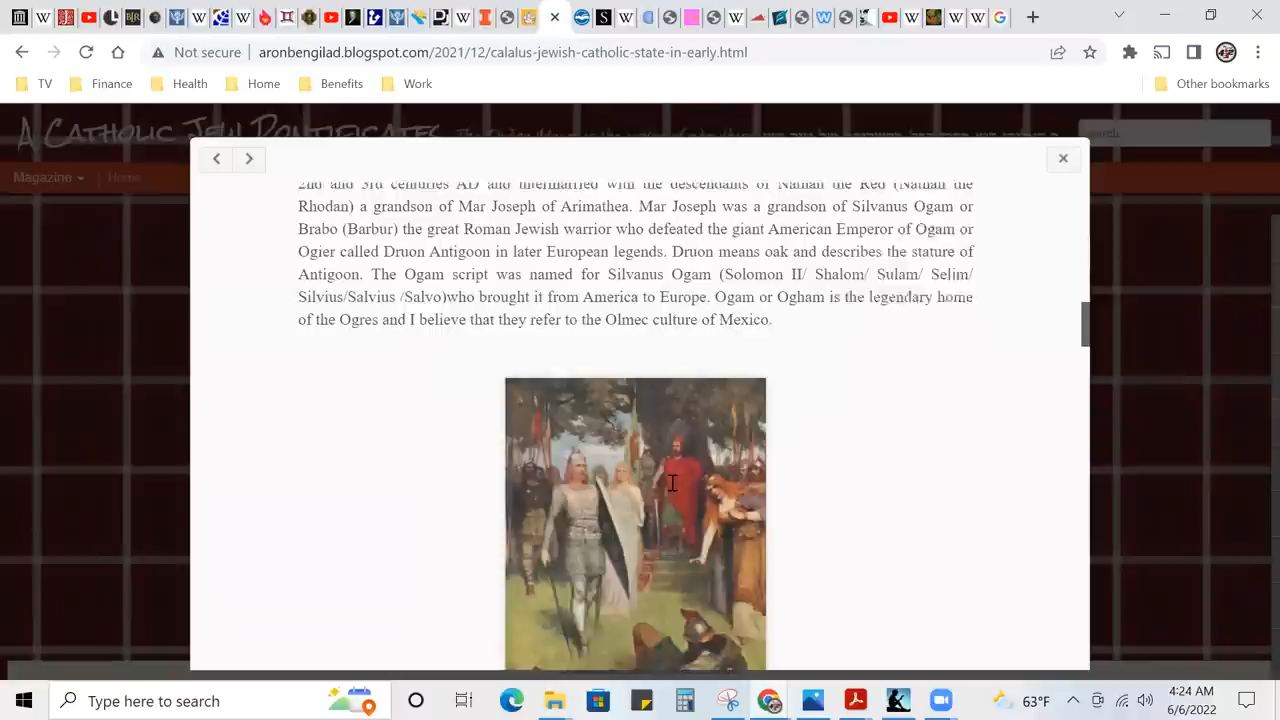 Not secure
aronbengilad.blogspot.com/2021/12/calalus-jewish-catholic-state-in-early.html
TV
Finance
Health
Home
Benefits
Work
Other bookmarks
A Catholic Jew Pontificates
search
Magazine
Home
2nd and 3rd centuries AD and intermarried with the descendants of Nathan the Red (Nathan the
Rhodan) a grandson of Mar Joseph of Arimathea. Mar Joseph was a grandson of Silvanus Ogam or
Brabo (Barbur) the great Roman Jewish warrior who defeated the giant American Emperor of Ogam or
Ogier called Druon Antigoon in later European legends. Druon means oak and describes the stature of
Antigoon. The Ogam script was named for Silvanus Ogam (Solomon II/ Shalom/ Sulam/ Selim/
Silvius/Salvius /Salvo)who brought it from America to Europe. Ogam or Ogham is the legendary home
of the Ogres and I believe that they refer to the Olmec culture of Mexico.
Type here to search
63°F
4:24 AM
6/6/2022